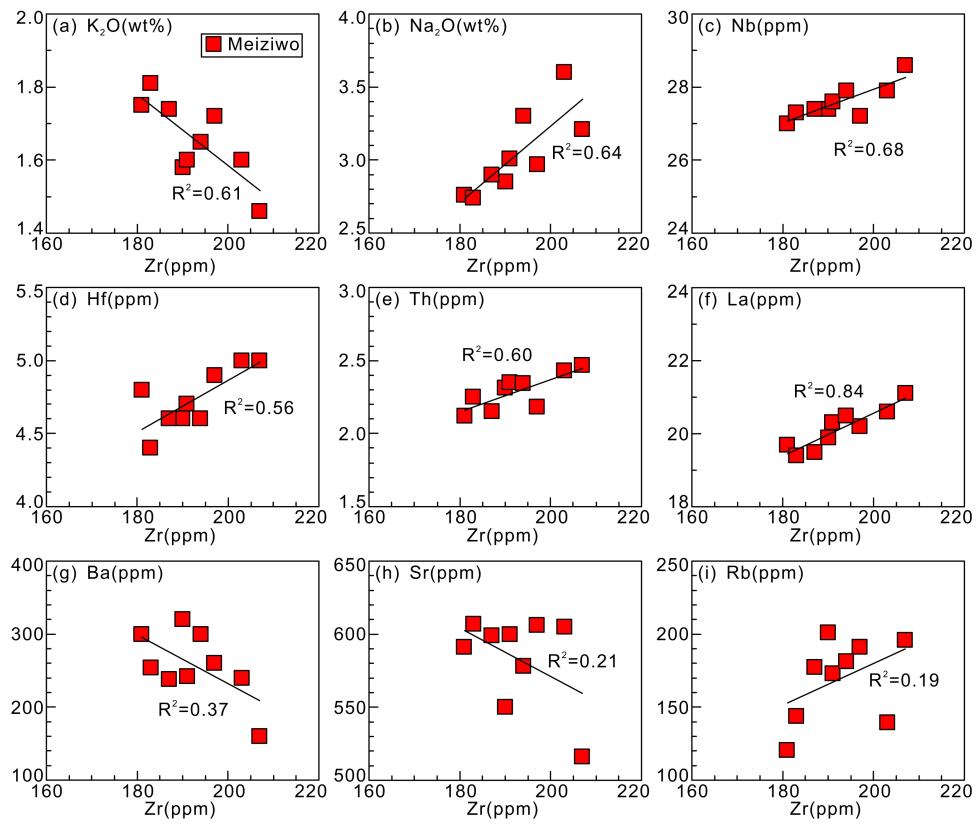 (a) K₂O(wt%)
Meiziwo
2.0
1.8
1.6
1.4
R²=0.61
160 180 200 220
Zr(ppm)
(b) Na₂O(wt%)
4.0
3.5
3.0
2.5
R²=0.64
160 180 200 220
Zr(ppm)
(c) Nb(ppm)
30
28
26
24
R²=0.68
160 180 200 220
Zr(ppm)
(d) Hf(ppm)
5.5
5.0
4.5
4.0
R²=0.56
160 180 200 220
Zr(ppm)
(e) Th(ppm)
3.0
2.5
2.0
1.5
R²=0.60
160 180 200 220
Zr(ppm)
(f) La(ppm)
24
22
20
18
R²=0.84
160 180 200 220
Zr(ppm)
(g) Ba(ppm)
400
300
200
100
R²=0.37
160 180 200 220
Zr(ppm)
(h) Sr(ppm)
650
600
550
500
R²=0.21
160 180 200 220
Zr(ppm)
(i) Rb(ppm)
250
200
150
100
R²=0.19
160 180 200 220
Zr(ppm)